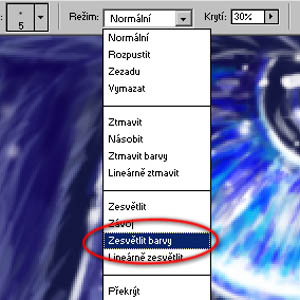 5 Režim: Normální Krytí: 30%
Normální
Rozpustit
Zezadu
Vymazat
Ztmavit
Násobit
Ztmavit barvy
Lineárně ztmavit
Zesvětlit
Závoj
Zesvětlit barvy
Lineárně zesvětlit
Překrýt